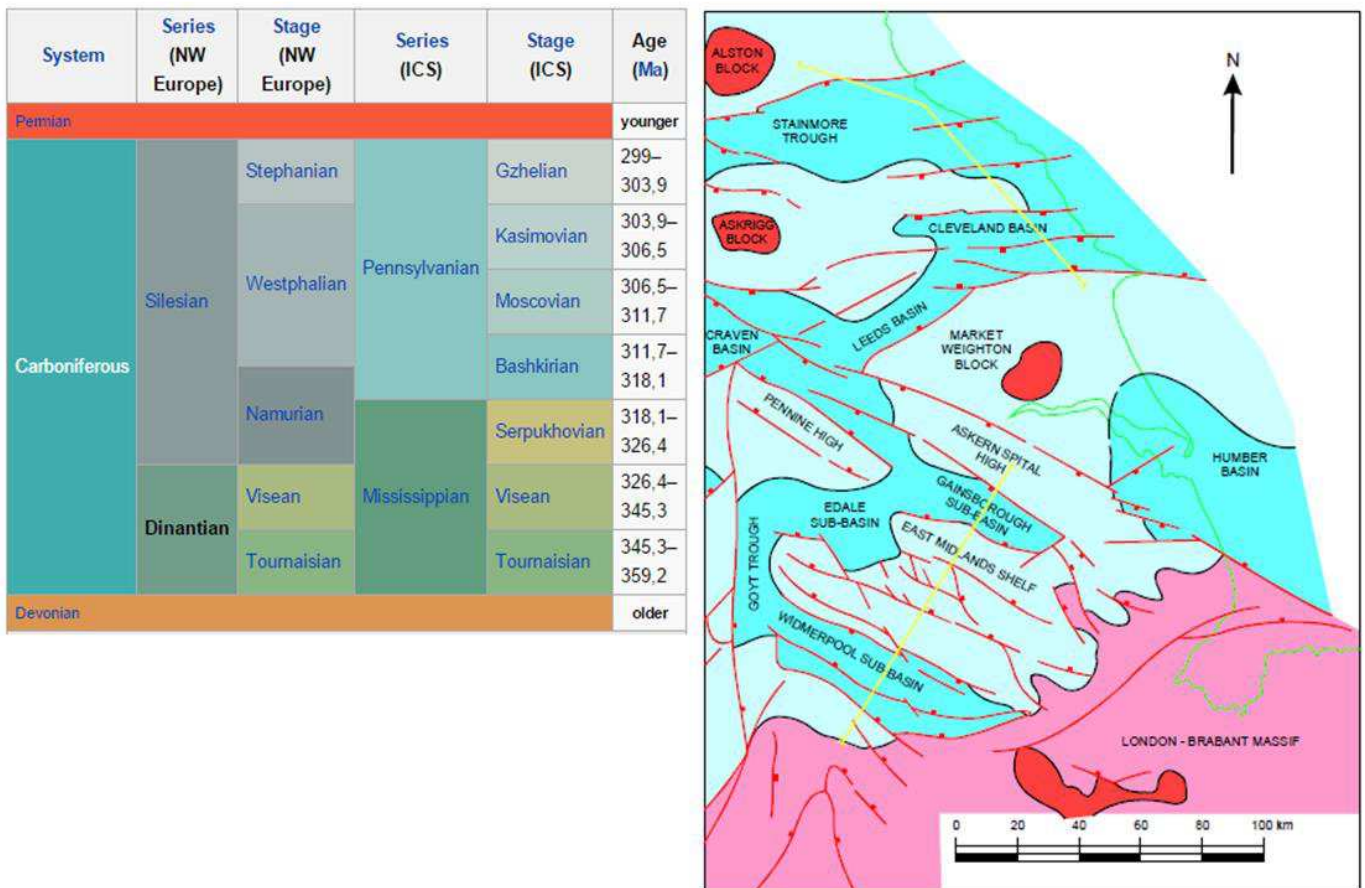 System
Series
(NW
Europe)
Stage
(NW
Europe)
Series
(ICS)
Stage
(ICS)
Age
(Ma)
Permian
younger
Carboniferous
Silesian
Stephanian
Pennsylvanian
Gzhelian
299–
303,9
Westphalian
Kasimovian
303,9–
306,5
Moscovian
306,5–
311,7
Bashkirian
311,7–
318,1
Namurian
Mississippian
Serpukhovian
318,1–
326,4
Dinantian
Visean
Visean
326,4–
345,3
Tournaisian
Tournaisian
345,3–
359,2
Devonian
older
ALSTON
BLOCK
N
STAINMORE
TROUGH
ASKRIGG
BLOCK
CLEVELAND BASIN
CRAVEN
BASIN
LEEDS BASIN
MARKET
WEIGHTON
BLOCK
PENNINE HIGH
ASKERN SPITAL
HIGH
HUMBER
BASIN
GAINSBOROUGH
SUB-BASIN
EDALE
SUB-BASIN
EAST MIDLANDS SHELF
GOYT TROUGH
WIDMERPOOL SUB BASIN
LONDON - BRABANT MASSIF
0 20 40 60 80 100 km